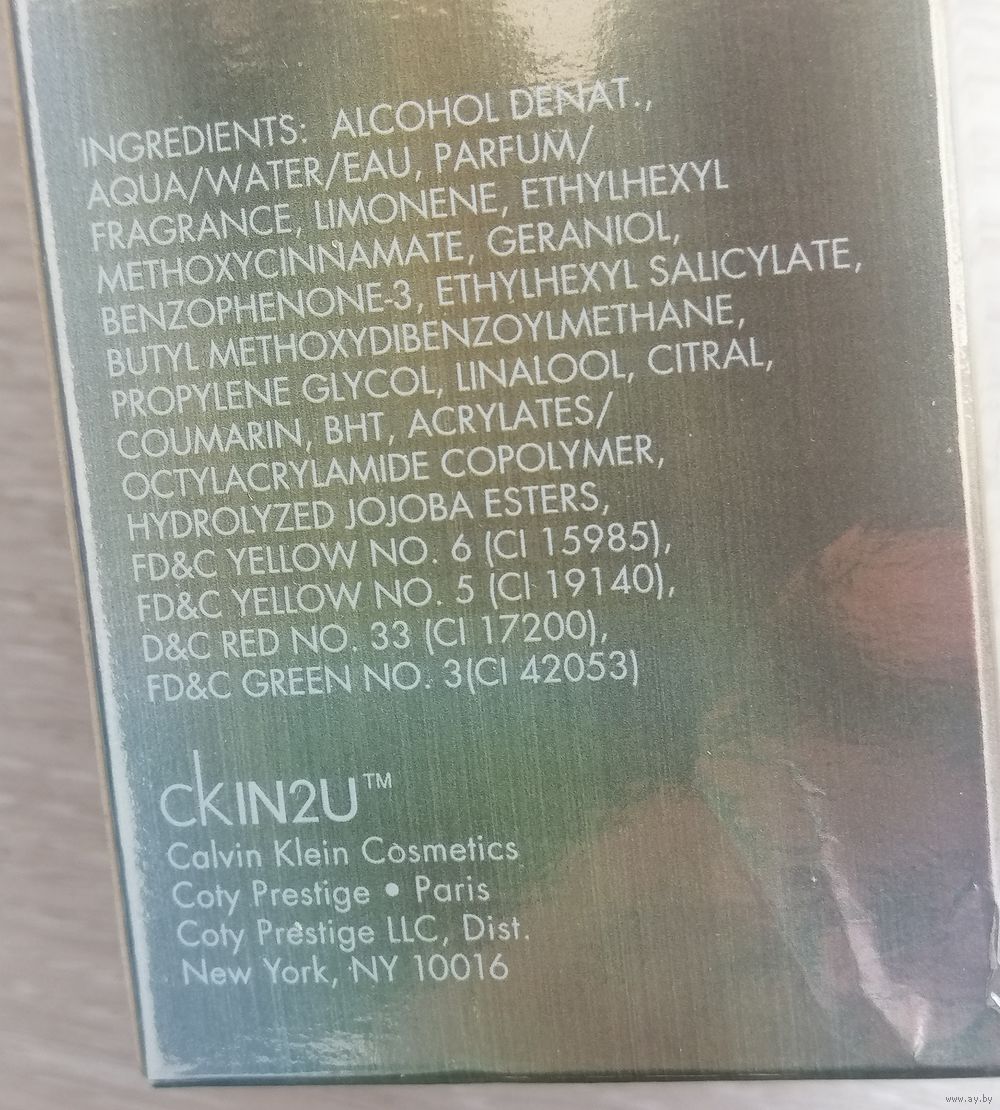 INGREDIENTS: ALCOHOL DENAT.,
AQUA/WATER/EAU, PARFUM/
FRAGRANCE, LIMONENE, ETHYLHEXYL
METHOXYCINNAMATE, GERANIOL,
BENZOPHENONE-3, ETHYLHEXYL SALICYLATE,
BUTYL METHOXYDIBENZOYLMETHANE,
PROPYLENE GLYCOL, LINALOOL, CITRAL,
COUMARIN, BHT, ACRYLATES/
OCTYLACRYLAMIDE COPOLYMER,
HYDROLYZED JOJOBA ESTERS,
FD&C YELLOW NO. 6 (CI 15985),
FD&C YELLOW NO. 5 (CI 19140),
D&C RED NO. 33 (CI 17200),
FD&C GREEN NO. 3(CI 42053)
ckIN2U™
Calvin Klein Cosmetics
Coty Prestige • Paris
Coty Prestige LLC, Dist.
New York, NY 10016
www.ay.by